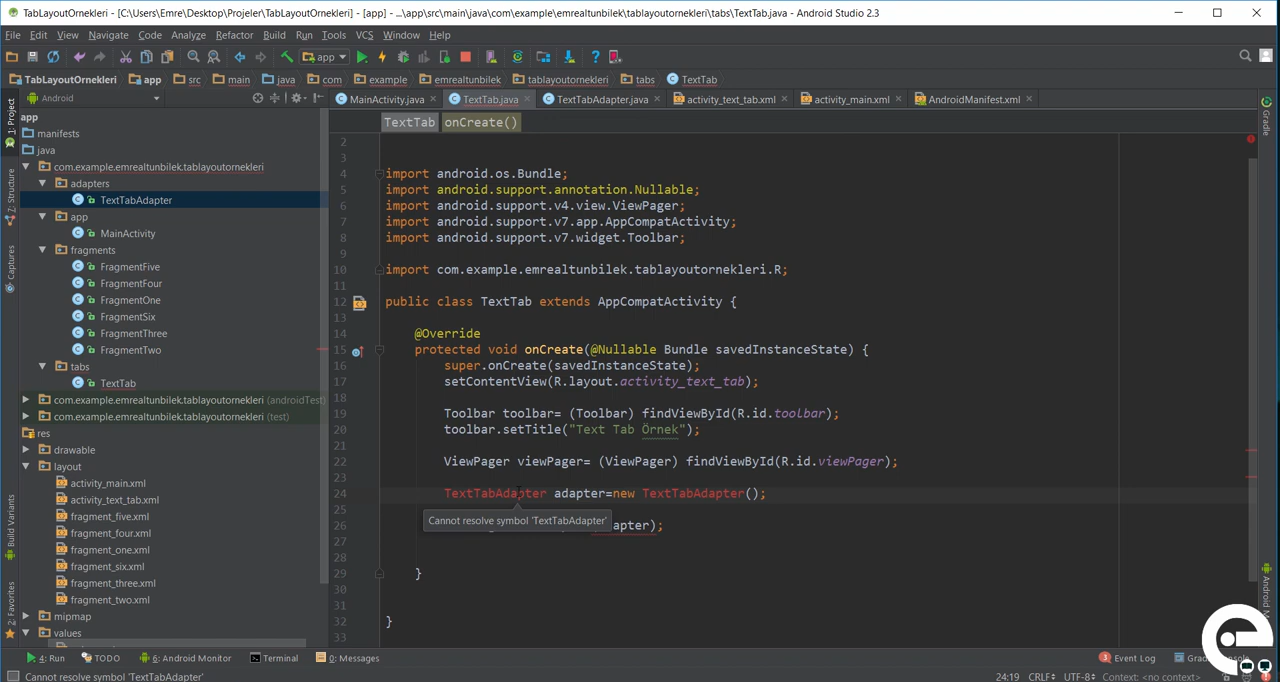 TabLayoutOrnekleri - [C:\Users\Emre\Desktop\Projeler\TabLayoutOrnekleri] - [app] - ...\app\src\main\java\com\example\emrealtunbilek\tablayoutornekleri\tabs\TextTab.java - Android Studio 2.3
File Edit View Navigate Code Analyze Refactor Build Run Tools VCS Window Help
app
TabLayoutOrnekleri app src main java com example emrealtunbilek tablayoutornekleri tabs TextTab
Android
MainActivity.java TextTab.java TextTabAdapter.java activity_text_tab.xml activity_main.xml AndroidManifest.xml
TextTab onCreate()
1: Project
7: Structure
Captures
Build Variants
2: Favorites
app
manifests
java
com.example.emrealtunbilek.tablayoutornekleri
adapters
TextTabAdapter
app
MainActivity
fragments
FragmentFive
FragmentFour
FragmentOne
FragmentSix
FragmentThree
FragmentTwo
tabs
TextTab
com.example.emrealtunbilek.tablayoutornekleri (androidTest)
com.example.emrealtunbilek.tablayoutornekleri (test)
res
drawable
layout
activity_main.xml
activity_text_tab.xml
fragment_five.xml
fragment_four.xml
fragment_one.xml
fragment_six.xml
fragment_three.xml
fragment_two.xml
mipmap
values
2
3
4 import android.os.Bundle;
5 import android.support.annotation.Nullable;
6 import android.support.v4.view.ViewPager;
7 import android.support.v7.app.AppCompatActivity;
8 import android.support.v7.widget.Toolbar;
9
10 import com.example.emrealtunbilek.tablayoutornekleri.R;
11
12 public class TextTab extends AppCompatActivity {
13
14 @Override
15 protected void onCreate(@Nullable Bundle savedInstanceState) {
16 super.onCreate(savedInstanceState);
17 setContentView(R.layout.activity_text_tab);
18
19 Toolbar toolbar= (Toolbar) findViewById(R.id.toolbar);
20 toolbar.setTitle("Text Tab Örnek");
21
22 ViewPager viewPager= (ViewPager) findViewById(R.id.viewPager);
23
24 TextTabAdapter adapter=new TextTabAdapter();
25
Cannot resolve symbol 'TextTabAdapter'
26 apter);
27
28
29 }
30
31
32 }
33
Gradle
4: Run TODO 6: Android Monitor Terminal 0: Messages 3 Event Log
Cannot resolve symbol 'TextTabAdapter' 24:19 CRLF UTF-8 Context: <no context>